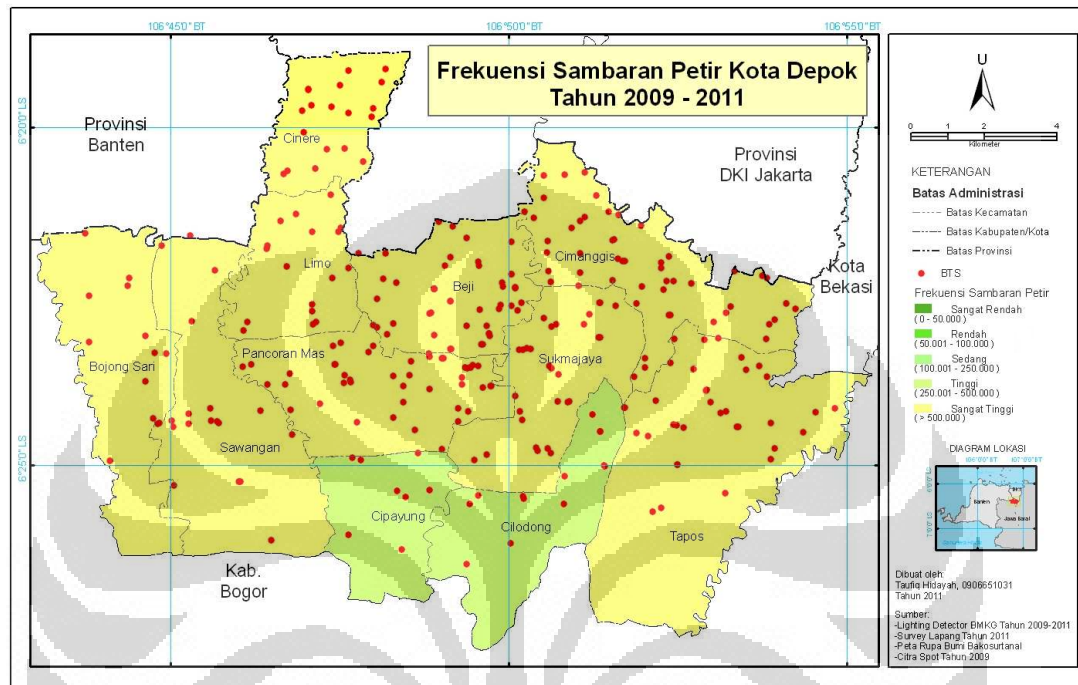 106°45'0" BT
106°50'0" BT
106°55'0" BT
Frekuensi Sambaran Petir Kota Depok
Tahun 2009 - 2011
6°20'0 LS
6°25'0 LS
Provinsi
Banten
Provinsi
DKI Jakarta
Kota
Bekasi
Kab.
Bogor
Cinere
Limo
Beji
Cimanggis
Bojong Sari
Pancoran Mas
Sukmajaya
Sawangan
Cipayung
Cilodong
Tapos
U
0 1 2 4
Kilometer
KETERANGAN
Batas Administrasi
Batas Kecamatan
Batas Kabupaten/Kota
Batas Provinsi
BTS
Frekuensi Sambaran Petir
Sangat Rendah
( 0 - 50.000 )
Rendah
( 50.001 - 100.000 )
Sedang
( 100.001 - 250.000 )
Tinggi
( 250.001 - 500.000 )
Sangat Tinggi
( > 500.000 )
DIAGRAM LOKASI
Banten
Jawa Barat
Dibuat oleh:
Taufiq Hidayah, 0906651031
Tahun 2011
Sumber:
-Lighting Detector BMKG Tahun 2009-2011
-Survey Lapang Tahun 2011
-Peta Rupa Bumi Bakosurtanal
-Citra Spot Tahun 2009